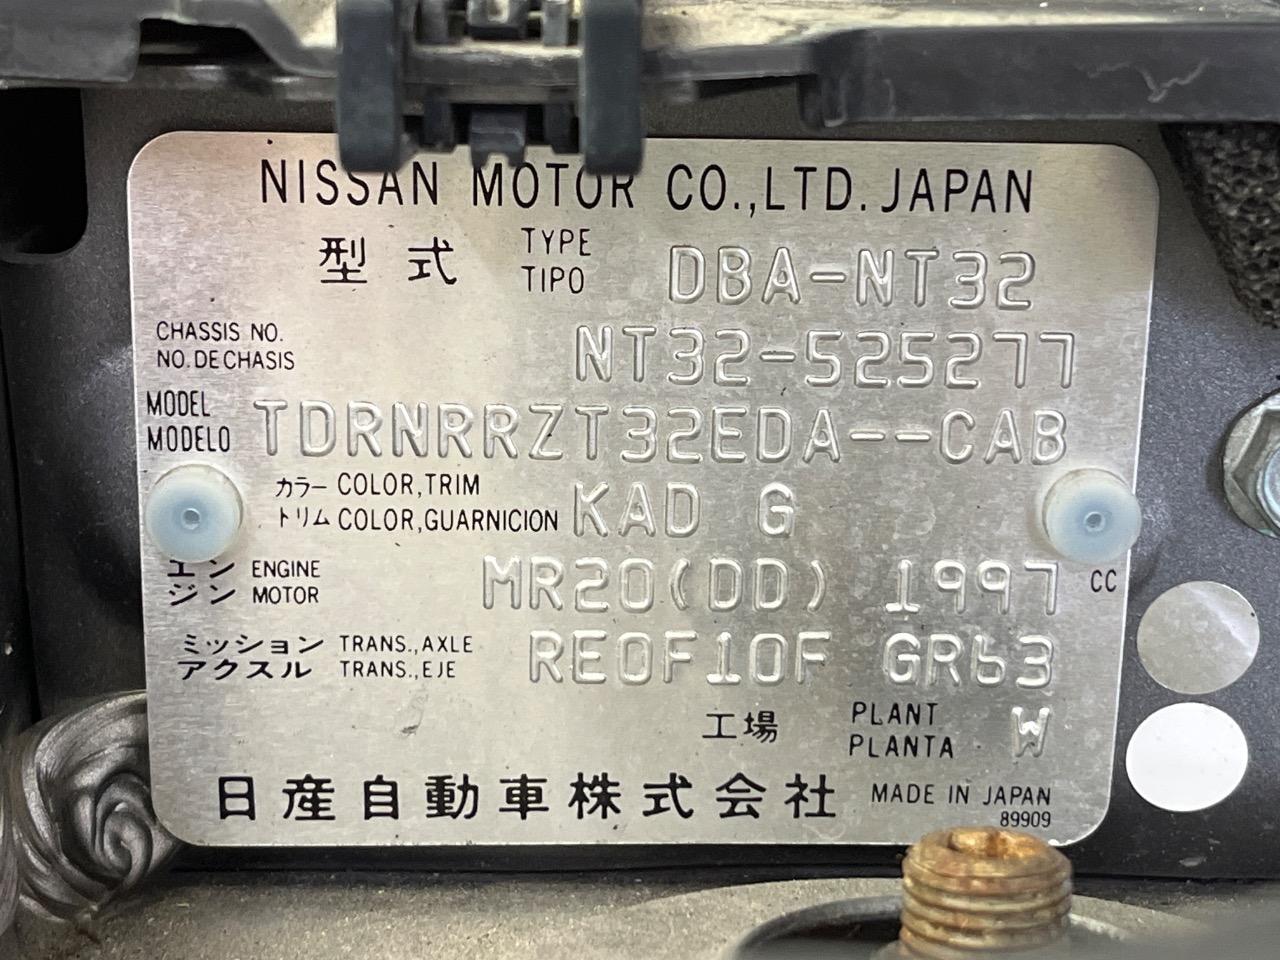 NISSAN MOTOR CO.,LTD. JAPAN
型式 TYPE TIPO DBA-NT32
CHASSIS NO. NO. DE CHASIS NT32-525277
MODEL MODELO TDRNRRZT32EDA--CAB
カラー COLOR,TRIM
トリム COLOR,GUARNICION KAD G
エン ENGINE
ジン MOTOR MR20(DD) 1997 CC
ミッション TRANS.,AXLE
アクスル TRANS.,EJE RE0F10F GR63
工場 PLANT PLANTA W
日産自動車株式会社 MADE IN JAPAN
89909